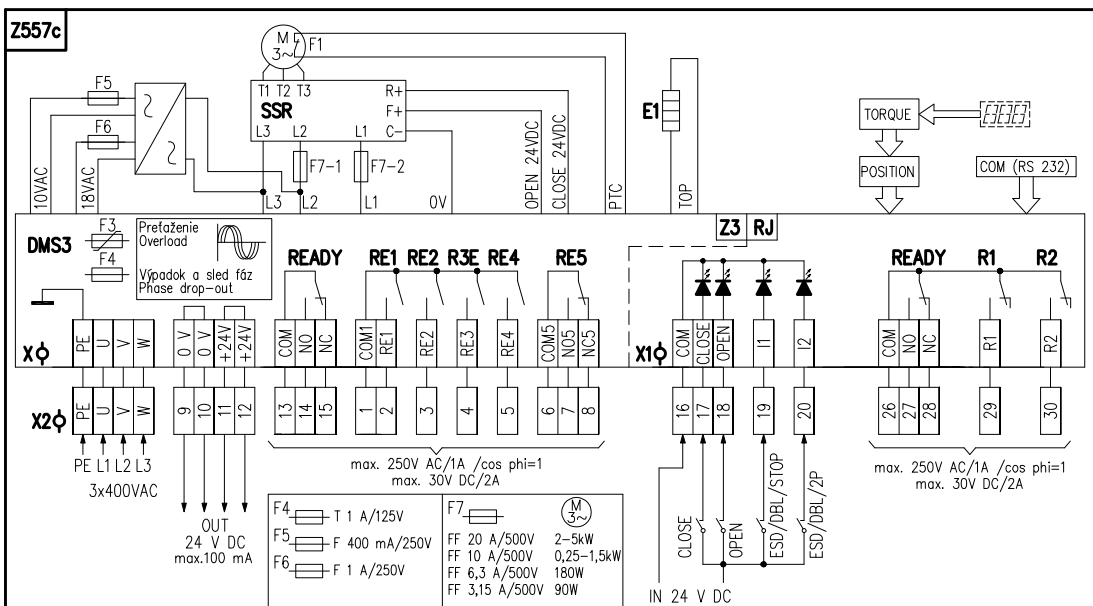 Z557c
M
3~
F1
F5
F6
T1 T2 T3
SSR
R+
F+
C-
L3 L2 L1
F7-1
F7-2
E1
TORQUE
POSITION
COM (RS 232)
10VAC
18VAC
L3
L2
L1
0V
OPEN 24VDC
CLOSE 24VDC
PTC
TOP
DMS3
F3
Preťaženie
Overload
F4
Výpadok a sled fáz
Phase drop-out
Z3 RJ
READY
RE1 RE2 R3E RE4
RE5
READY
R1
R2
X
PE U V W
0 V
0 V
+24V
+24V
COM NO NC
COM1 RE1
RE2
RE3
RE4
COM5 NO5 NC5
X1
COM CLOSE OPEN
I1
I2
COM NO NC
R1
R2
X2
PE U V W
9 10 11 12
13 14 15
1 2
3
4
5
6 7 8
16 17 18
19
20
26 27 28
29
30
PE L1 L2 L3
3x400VAC
OUT
24 V DC
max.100 mA
max. 250V AC/1A /cos phi=1
max. 30V DC/2A
CLOSE
OPEN
ESD/DBL/STOP
ESD/DBL/2P
IN 24 V DC
max. 250V AC/1A /cos phi=1
max. 30V DC/2A
F4 T 1 A/125V
F5 F 400 mA/250V
F6 F 1 A/250V
F7
M
3~
FF 20 A/500V 2-5kW
FF 10 A/500V 0,25-1,5kW
FF 6,3 A/500V 180W
FF 3,15 A/500V 90W